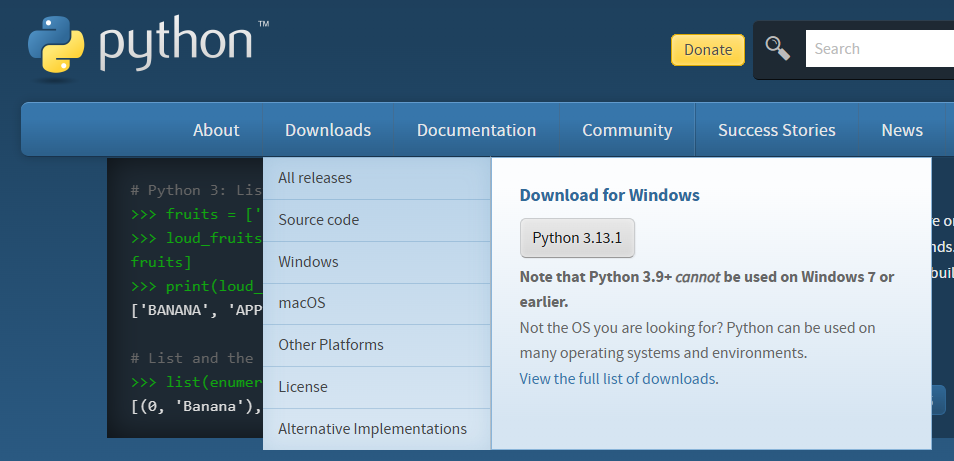 python™
Donate
Search
About
Downloads
Documentation
Community
Success Stories
News
# Python 3: Lis
>>> fruits = ['
>>> loud_fruits
fruits]
>>> print(loud_
['BANANA', 'APP
# List and the
>>> list(enumer
[(0, 'Banana'),
All releases
Source code
Windows
macOS
Other Platforms
License
Alternative Implementations
Download for Windows
Python 3.13.1
Note that Python 3.9+ cannot be used on Windows 7 or
earlier.
Not the OS you are looking for? Python can be used on
many operating systems and environments.
View the full list of downloads.
e o
nds.
buil